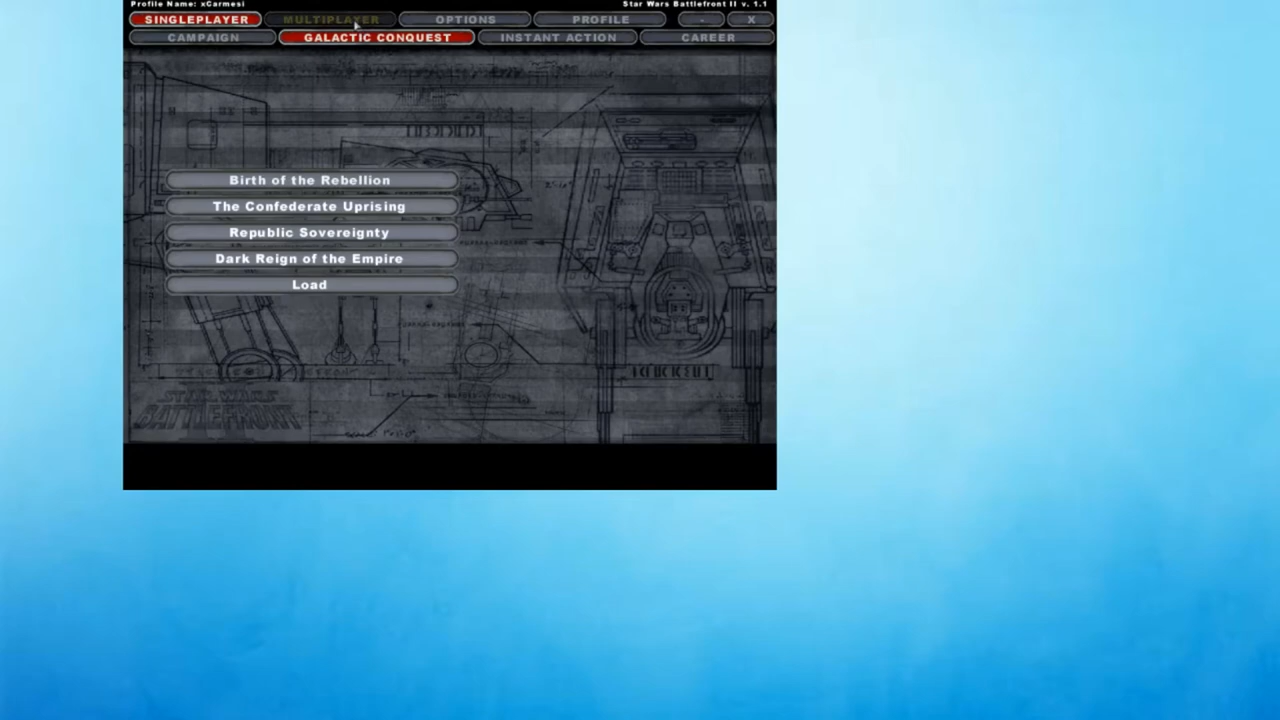 Profile Name: xCarmesi
Star Wars Battlefront II v. 1.1
SINGLEPLAYER
MULTIPLAYER
OPTIONS
PROFILE
-
X
CAMPAIGN
GALACTIC CONQUEST
INSTANT ACTION
CAREER
Birth of the Rebellion
The Confederate Uprising
Republic Sovereignty
Dark Reign of the Empire
Load
STAR WARS
BATTLEFRONT